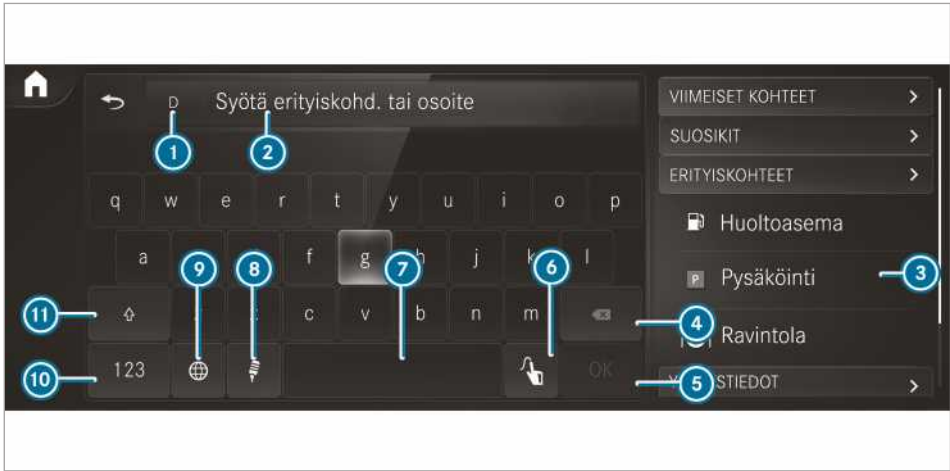 D Syötä erityiskohd. tai osoite
1 2
q w e r t y u i o p
a f g h j k l
9 8 7 6
11 c v b n m
10 123 OK
VIIMEISET KOHTEET
SUOSIKIT
ERITYISKOHTEET
Huoltoasema
P Pysäköinti 3
4 Ravintola
5 STIEDOT